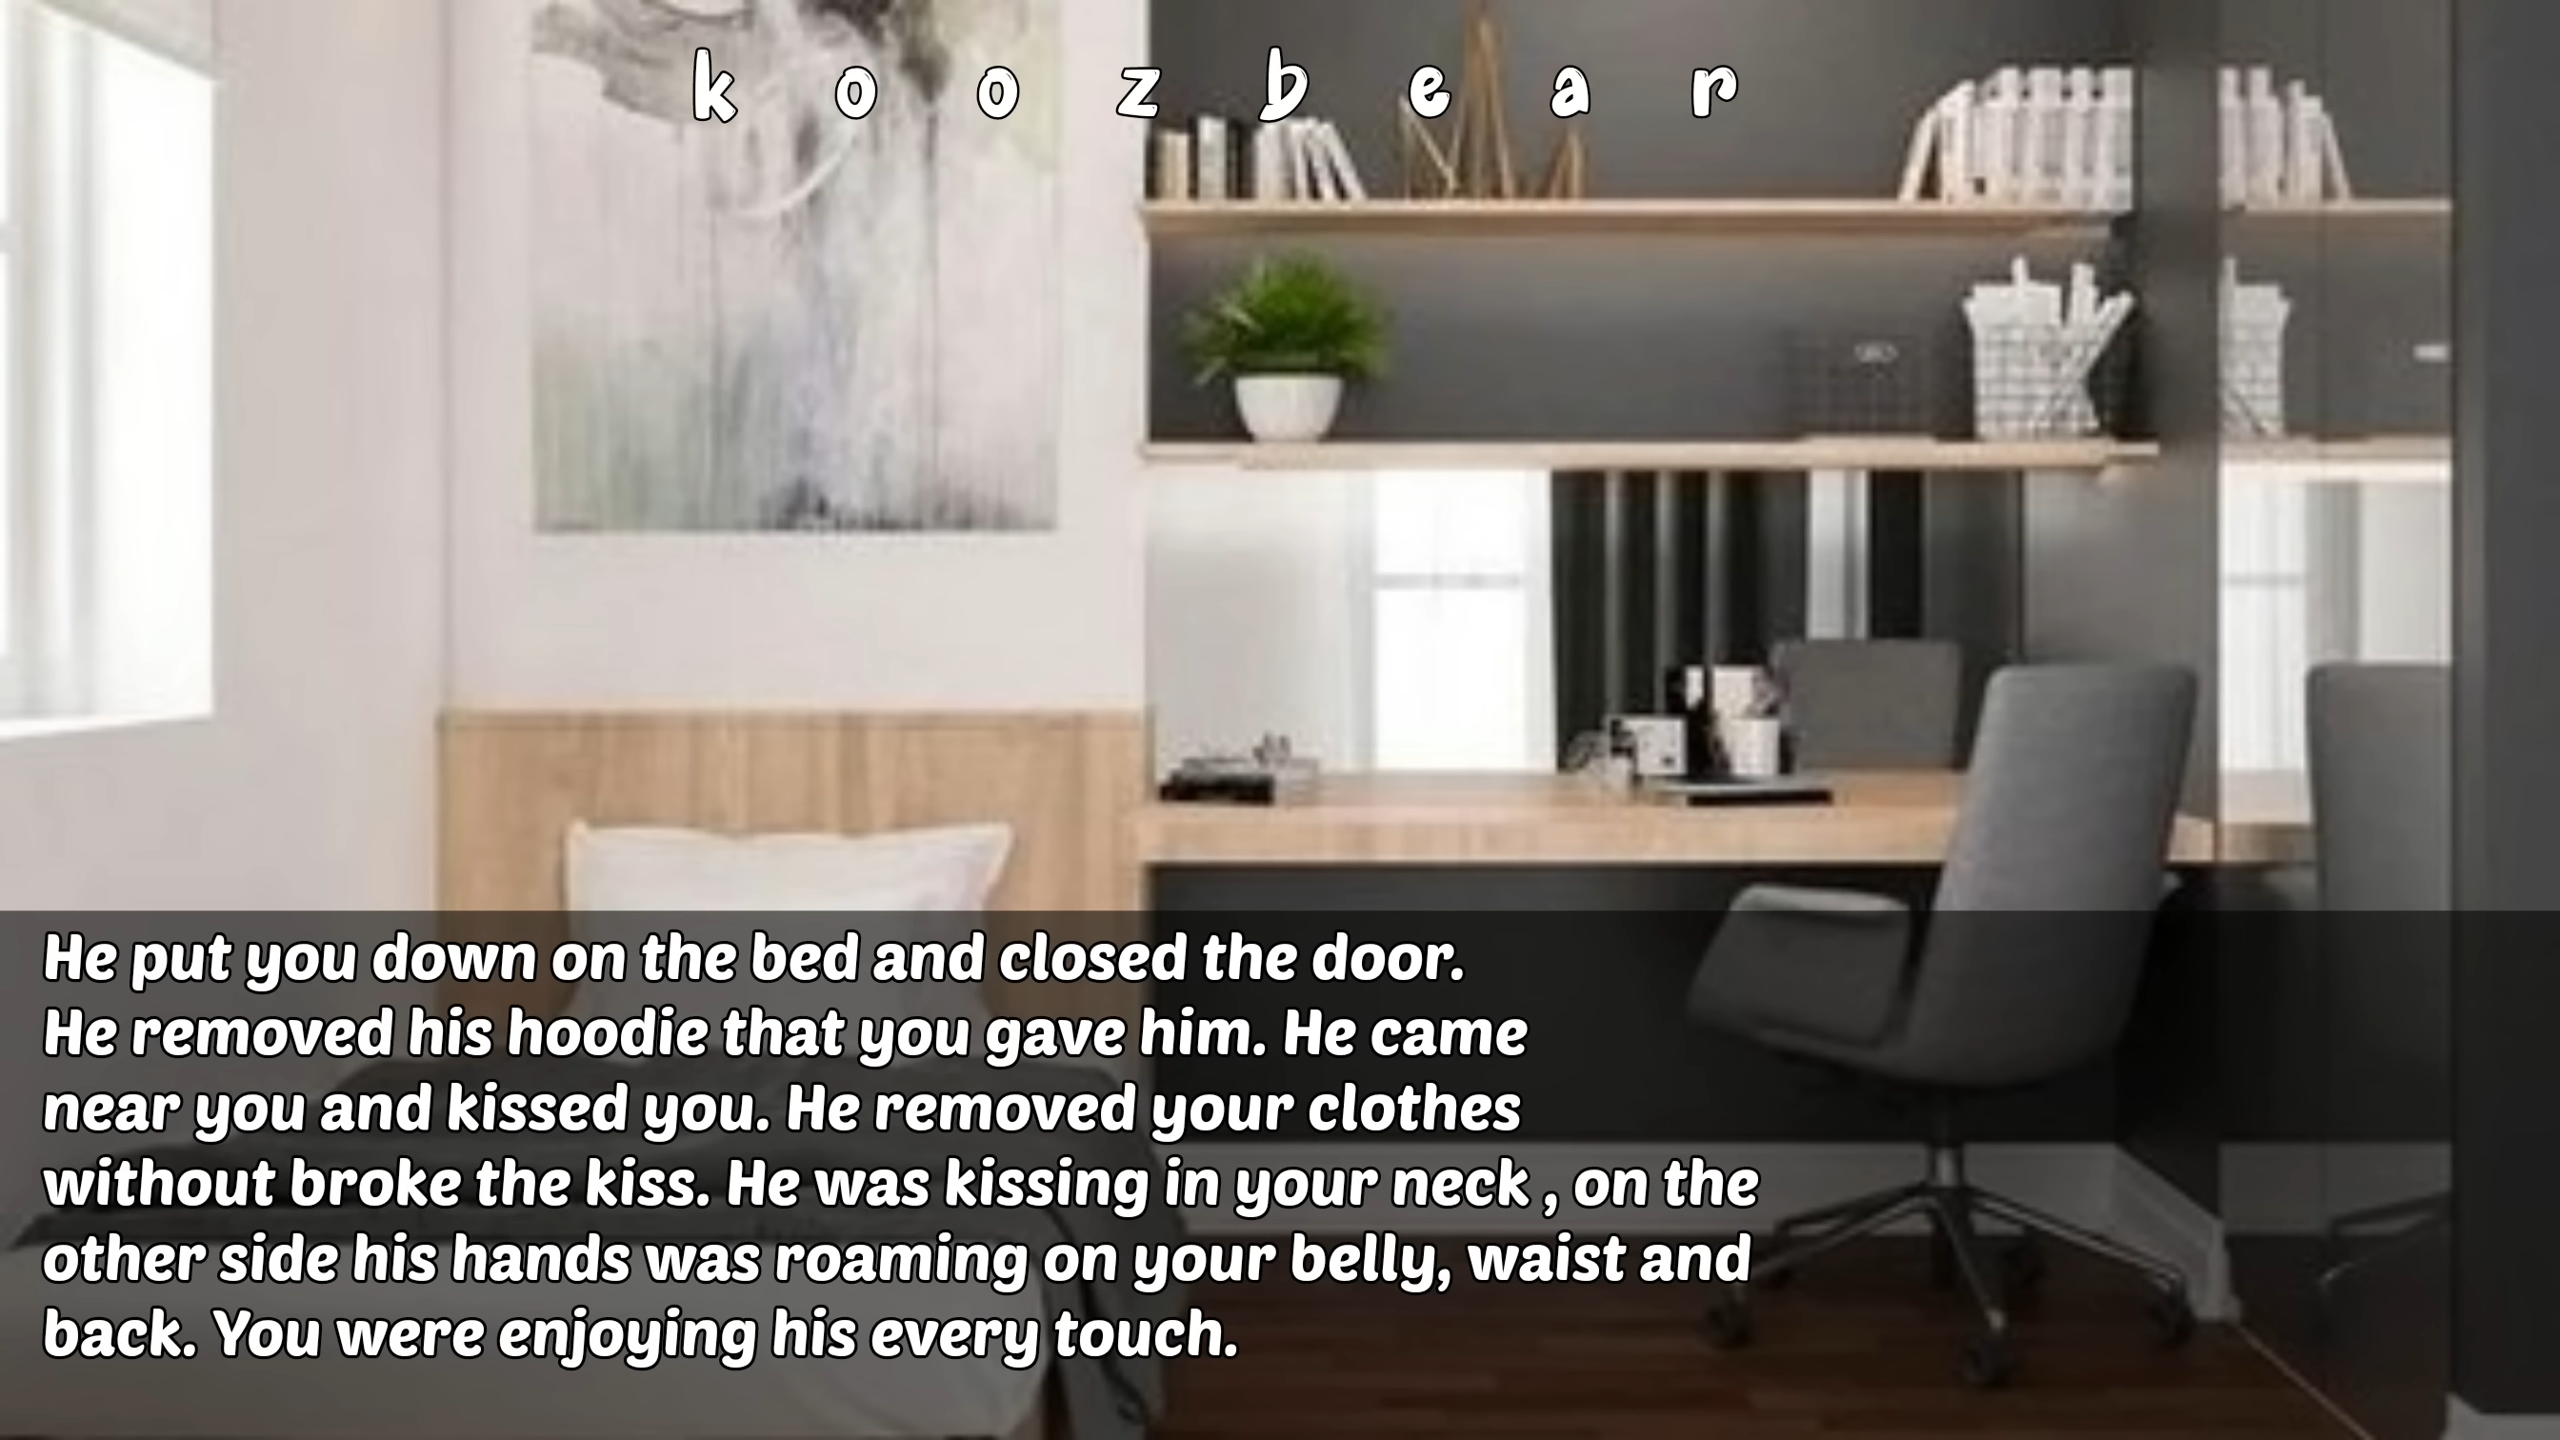 k o o z b e a r
He put you down on the bed and closed the door.
He removed his hoodie that you gave him. He came
near you and kissed you. He removed your clothes
without broke the kiss. He was kissing in your neck , on the
other side his hands was roaming on your belly, waist and
back. You were enjoying his every touch.